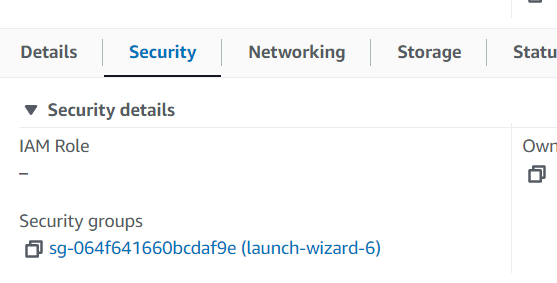 Details Security Networking Storage Statu
Security details
IAM Role Own
–
Security groups
sg-064f641660bcdaf9e (launch-wizard-6)